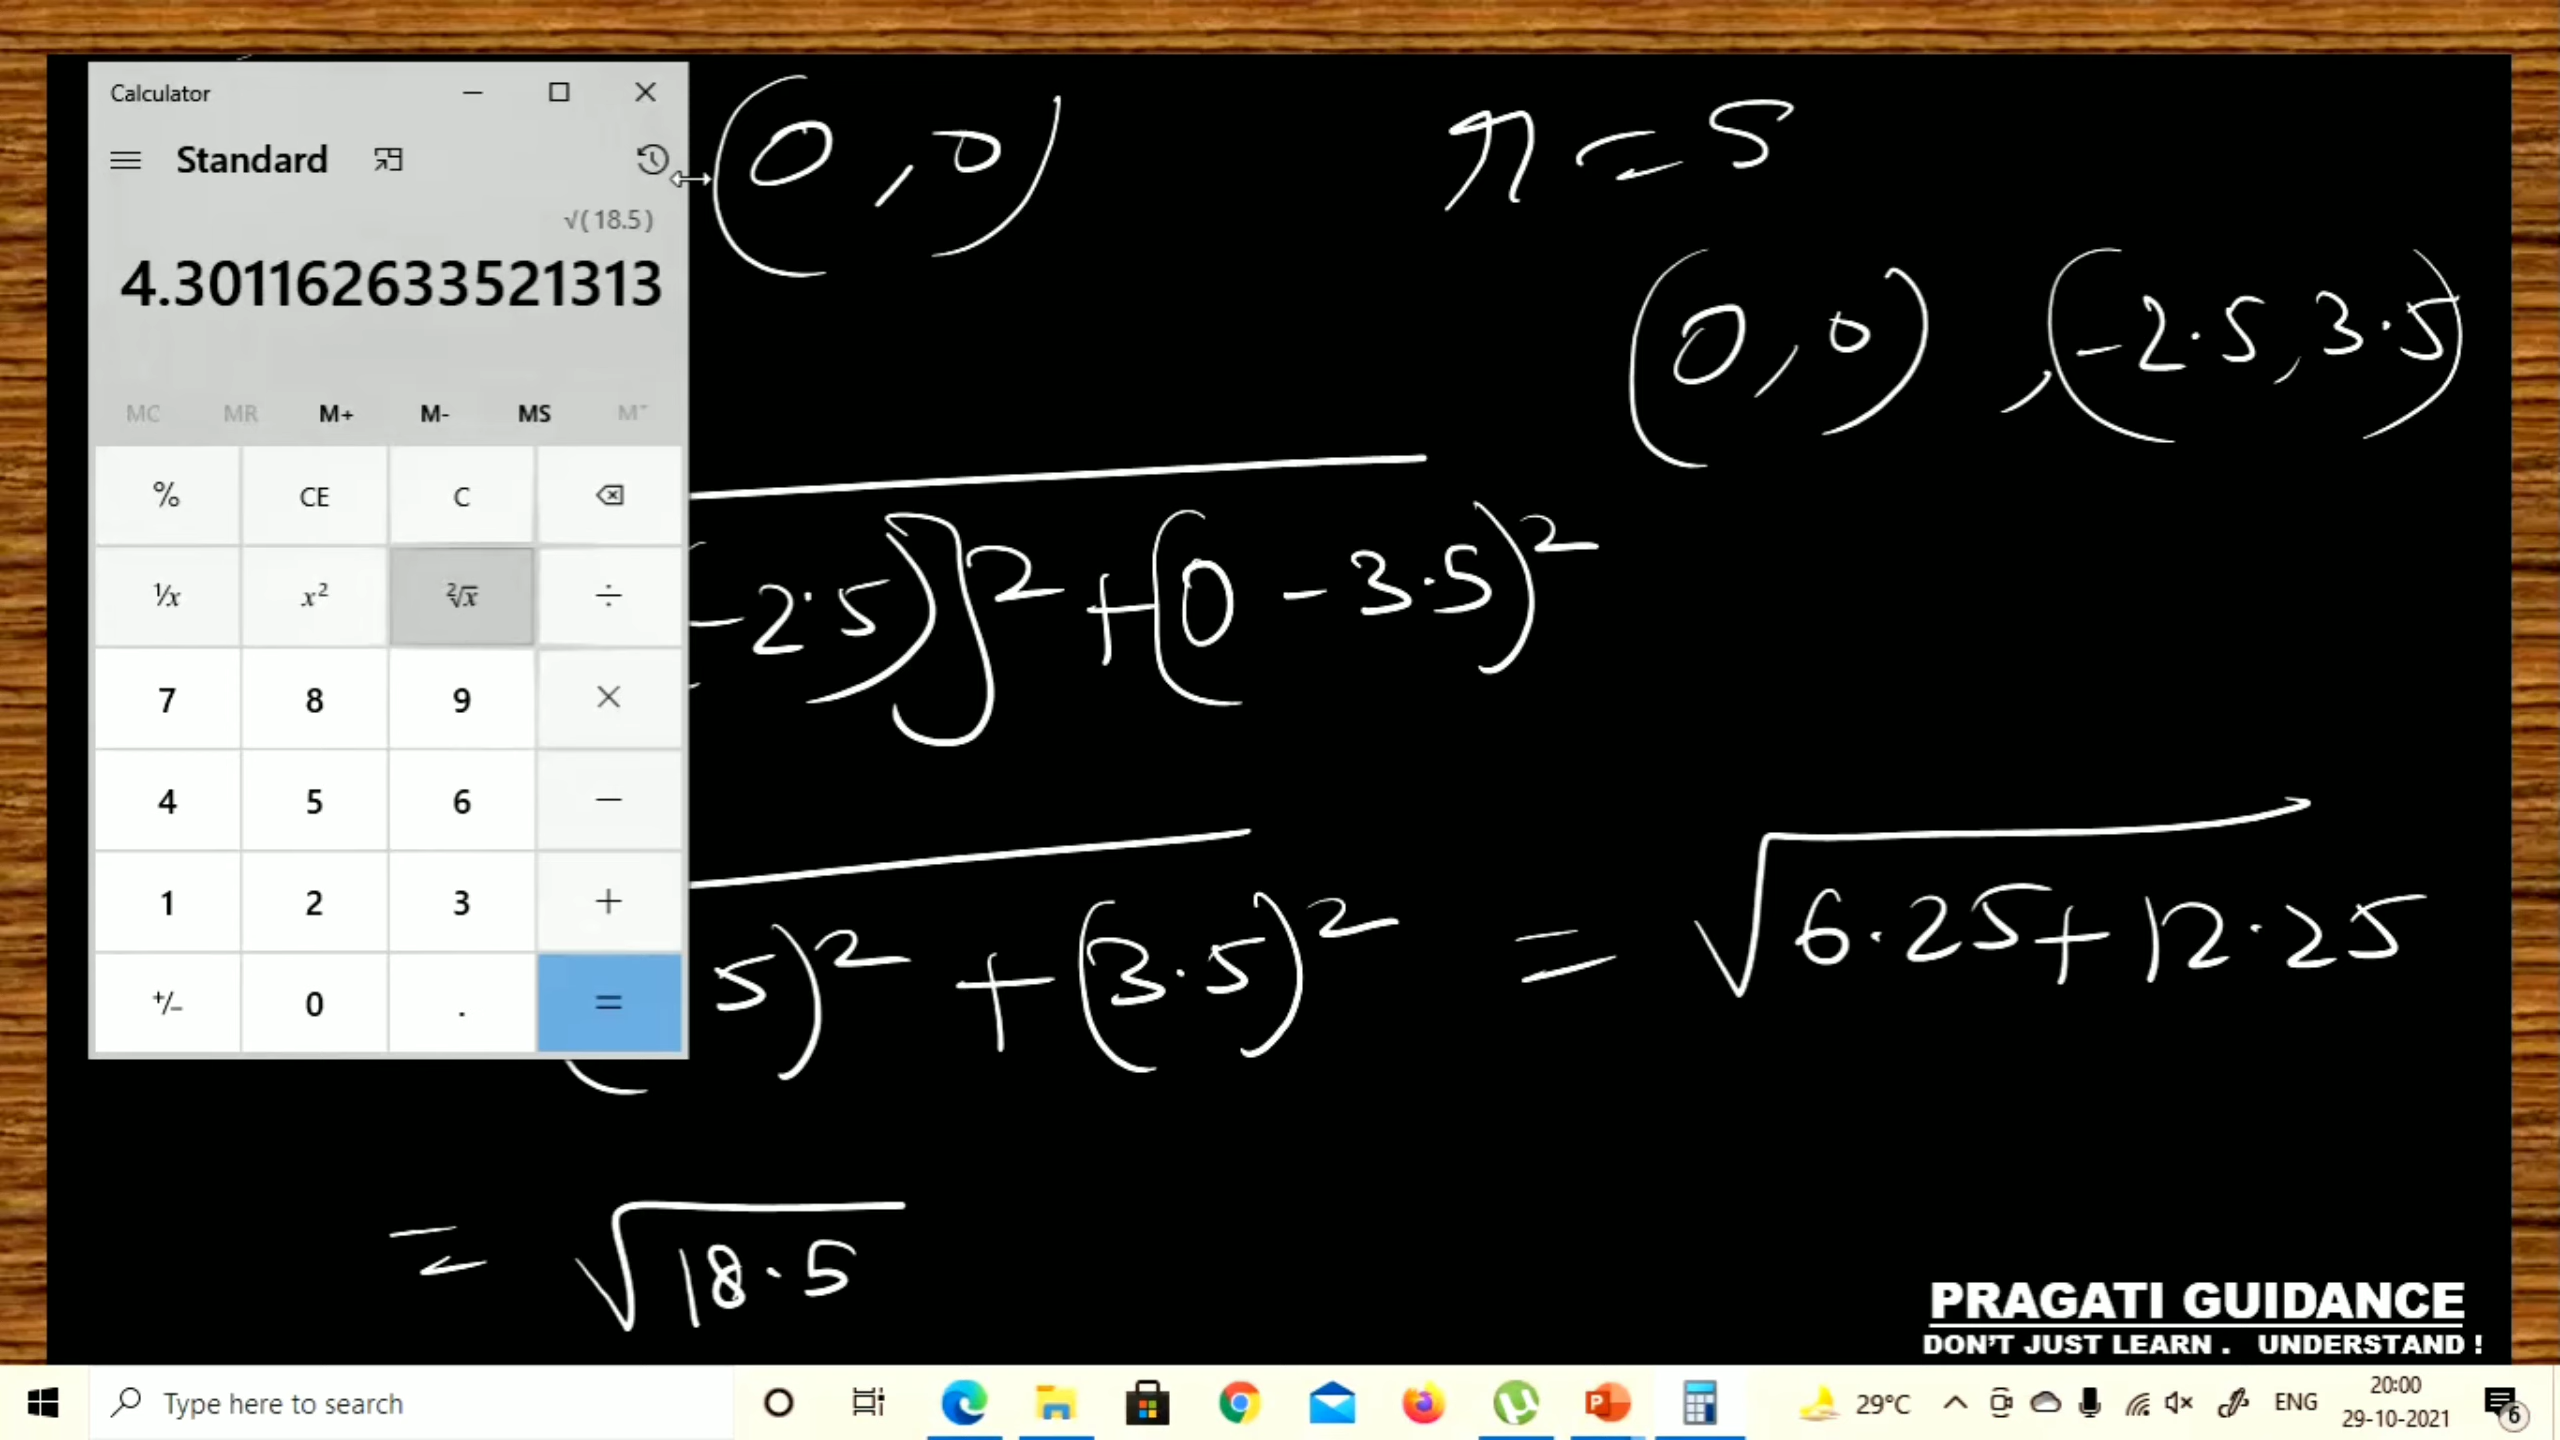 Calculator
Standard
√(18.5)
4.301162633521313
MC MR M+ M- MS M˅
% CE C
¹/x x² ²√x ÷
7 8 9 ×
4 5 6 −
1 2 3 +
+/− 0 . =
(0,0) r=5
(0,0) , (-2.5, 3.5)
-2.5)]² + (0 - 3.5)²
5)² + (3.5)² = √6.25+12.25
= √18.5
PRAGATI GUIDANCE
DON'T JUST LEARN . UNDERSTAND !
Type here to search
29°C ENG
20:00
29-10-2021
6